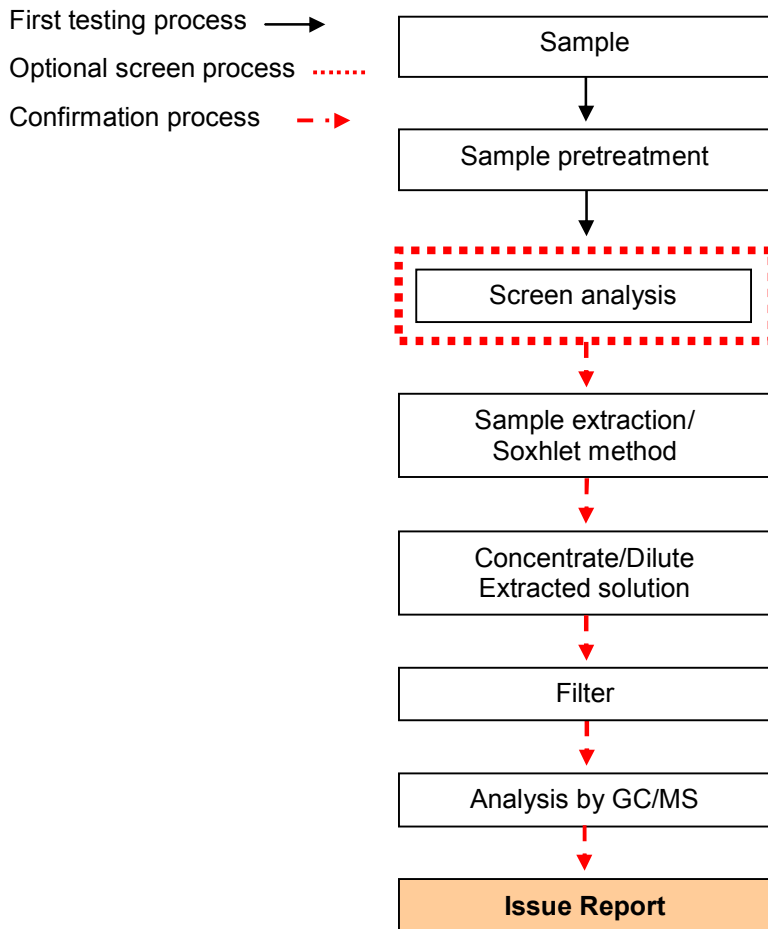 First testing process
Optional screen process
Confirmation process
Sample
Sample pretreatment
Screen analysis
Sample extraction/
Soxhlet method
Concentrate/Dilute
Extracted solution
Filter
Analysis by GC/MS
Issue Report